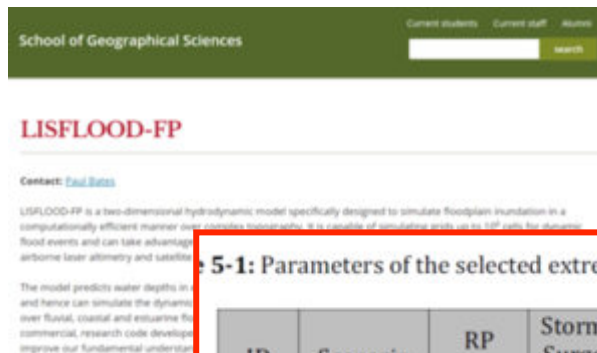 Current students Current staff Alumni
School of Geographical Sciences
search
LISFLOOD-FP
Contact: Paul Bates
LISFLOOD-FP is a two-dimensional hydrodynamic model specifically designed to simulate floodplain inundation in a
computationally efficient manner over complex topography. It is capable of simulating grids up to 10⁶ cells for dynamic
flood events and can take advantage
airborne laser altimetry and satellite
The model predicts water depths in e
and hence can simulate the dynamic
over fluvial, coastal and estuarine flo
commercial, research code develope
improve our fundamental understan
5-1: Parameters of the selected extre
ID Scenario RP Storm
Surge